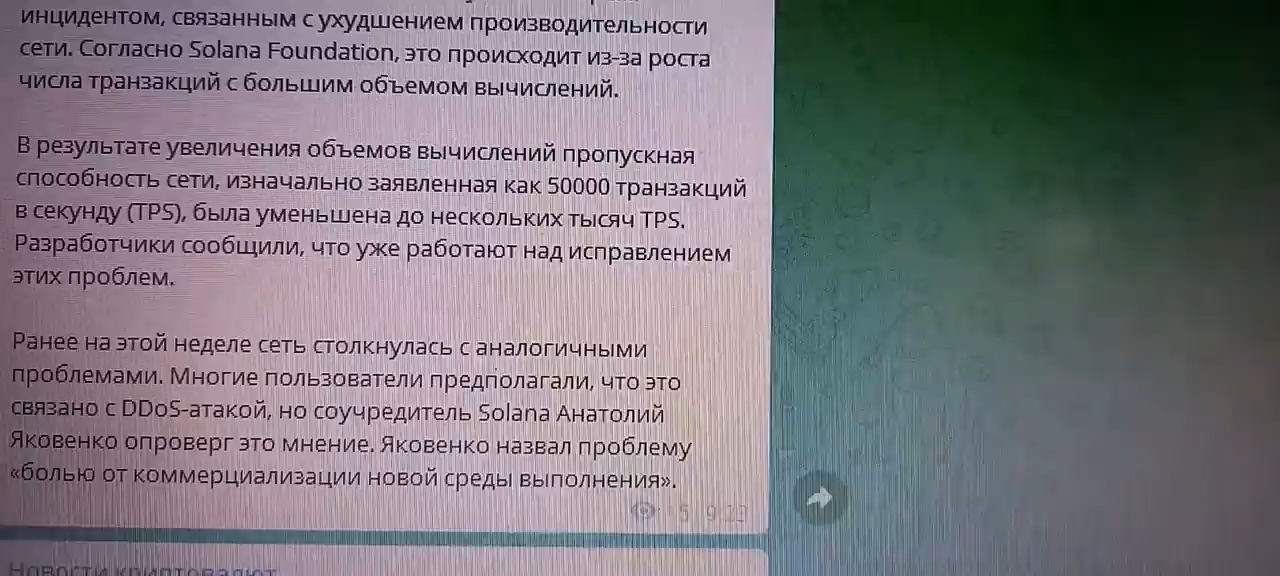 инцидентом, связанным с ухудшением производительности
сети. Согласно Solana Foundation, это происходит из-за роста
числа транзакций с большим объемом вычислений.
В результате увеличения объемов вычислений пропускная
способность сети, изначально заявленная как 50000 транзакций
в секунду (TPS), была уменьшена до нескольких тысяч TPS.
Разработчики сообщили, что уже работают над исправлением
этих проблем.
Ранее на этой неделе сеть столкнулась с аналогичными
проблемами. Многие пользователи предполагали, что это
связано с DDoS-атакой, но соучредитель Solana Анатолий
Яковенко опроверг это мнение. Яковенко назвал проблему
«болью от коммерциализации новой среды выполнения».
Новости криптовалют